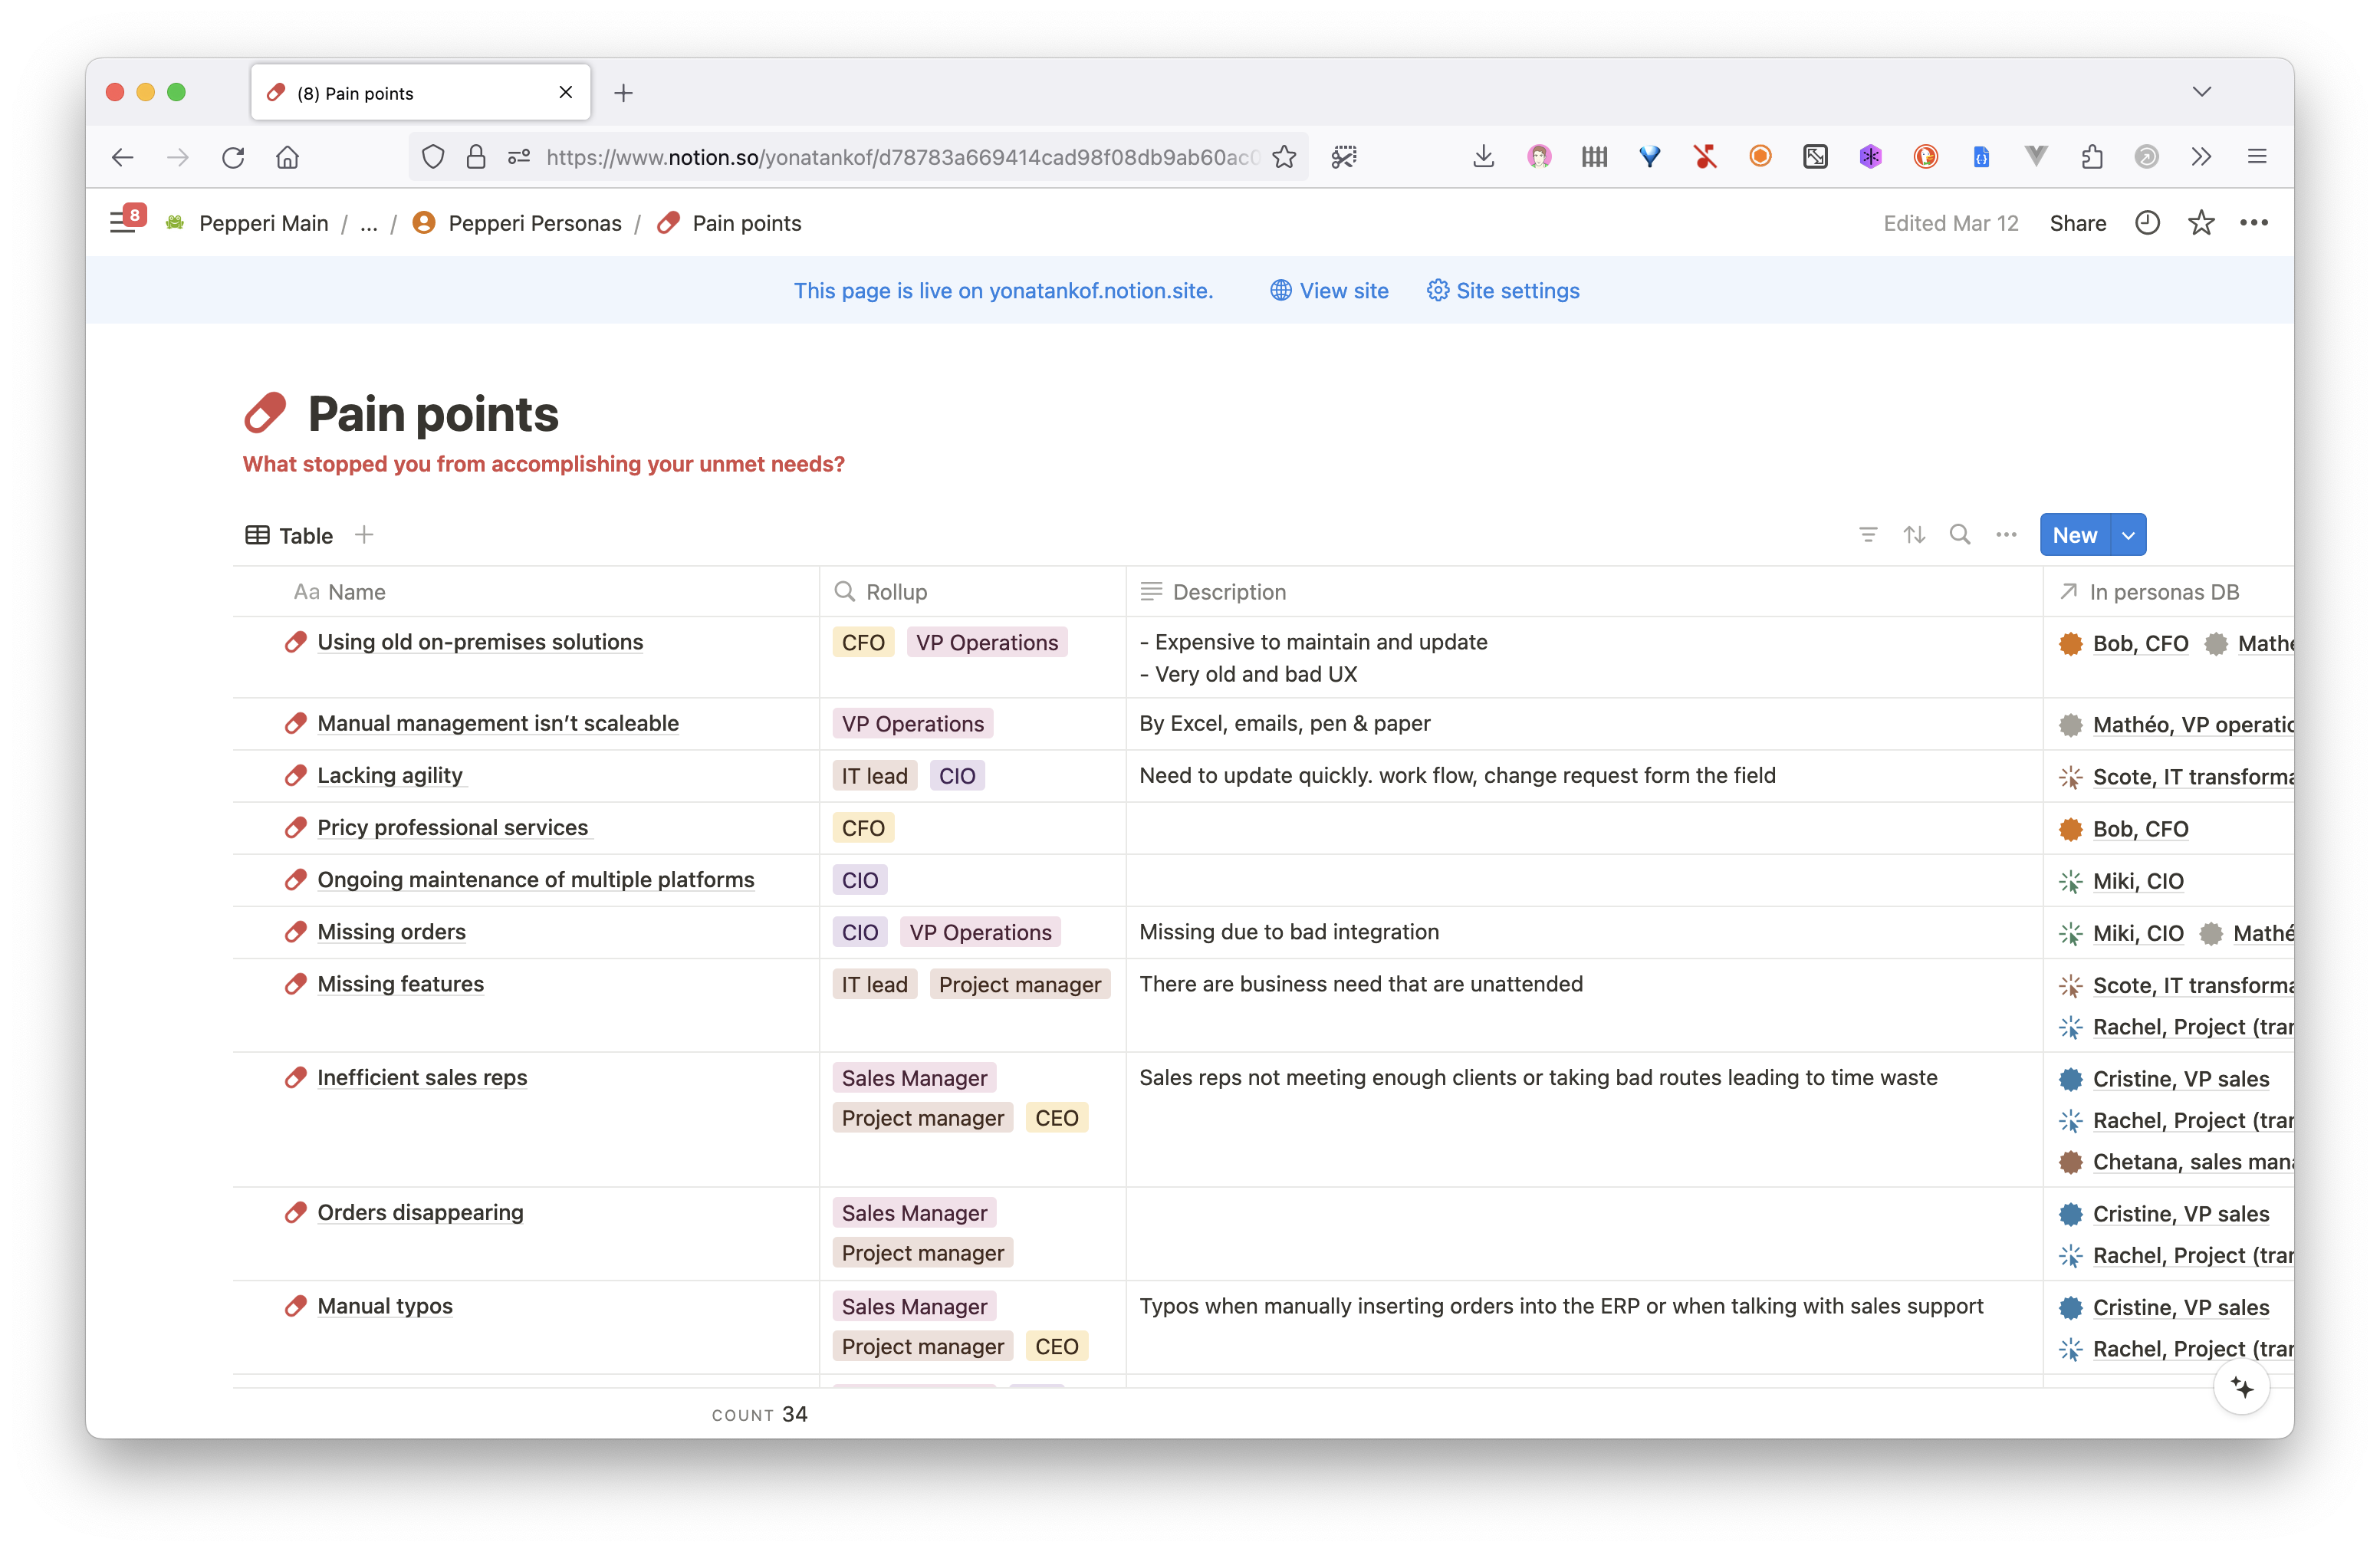 (8) Pain points
https://www.notion.so/yonatankof/d78783a669414cad98f08db9ab60ac0
8
Pepperi Main / ... / Pepperi Personas / Pain points
Edited Mar 12 Share
This page is live on yonatankof.notion.site. View site Site settings
Pain points
What stopped you from accomplishing your unmet needs?
Table
New
Aa Name Rollup Description In personas DB
Using old on-premises solutions CFO VP Operations - Expensive to maintain and update Bob, CFO Mathé
- Very old and bad UX
Manual management isn’t scaleable VP Operations By Excel, emails, pen & paper Mathéo, VP operatio
Lacking agility IT lead CIO Need to update quickly. work flow, change request form the field Scote, IT transforma
Pricy professional services CFO Bob, CFO
Ongoing maintenance of multiple platforms CIO Miki, CIO
Missing orders CIO VP Operations Missing due to bad integration Miki, CIO Mathé
Missing features IT lead Project manager There are business need that are unattended Scote, IT transforma
Rachel, Project (tran
Inefficient sales reps Sales Manager Sales reps not meeting enough clients or taking bad routes leading to time waste Cristine, VP sales
Project manager CEO Rachel, Project (tran
Chetana, sales mana
Orders disappearing Sales Manager Cristine, VP sales
Project manager Rachel, Project (tran
Manual typos Sales Manager Typos when manually inserting orders into the ERP or when talking with sales support Cristine, VP sales
Project manager CEO Rachel, Project (tran
COUNT 34